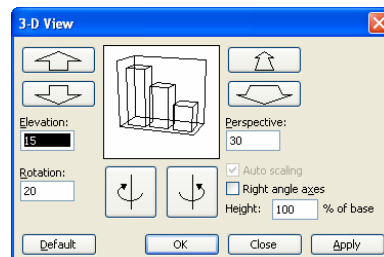 3-D View
Elevation:
15
Perspective:
30
Auto scaling
Rotation:
20
Right angle axes
Height: 100 % of base
Default OK Close Apply